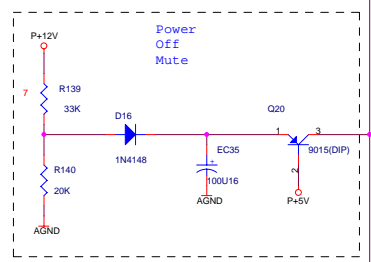 Power
Off
Mute
P+12V
7
R139
33K
D16
1N4148
Q20
1
3
9015(DIP)
2
P+5V
EC35
+
100U16
AGND
R140
20K
AGND